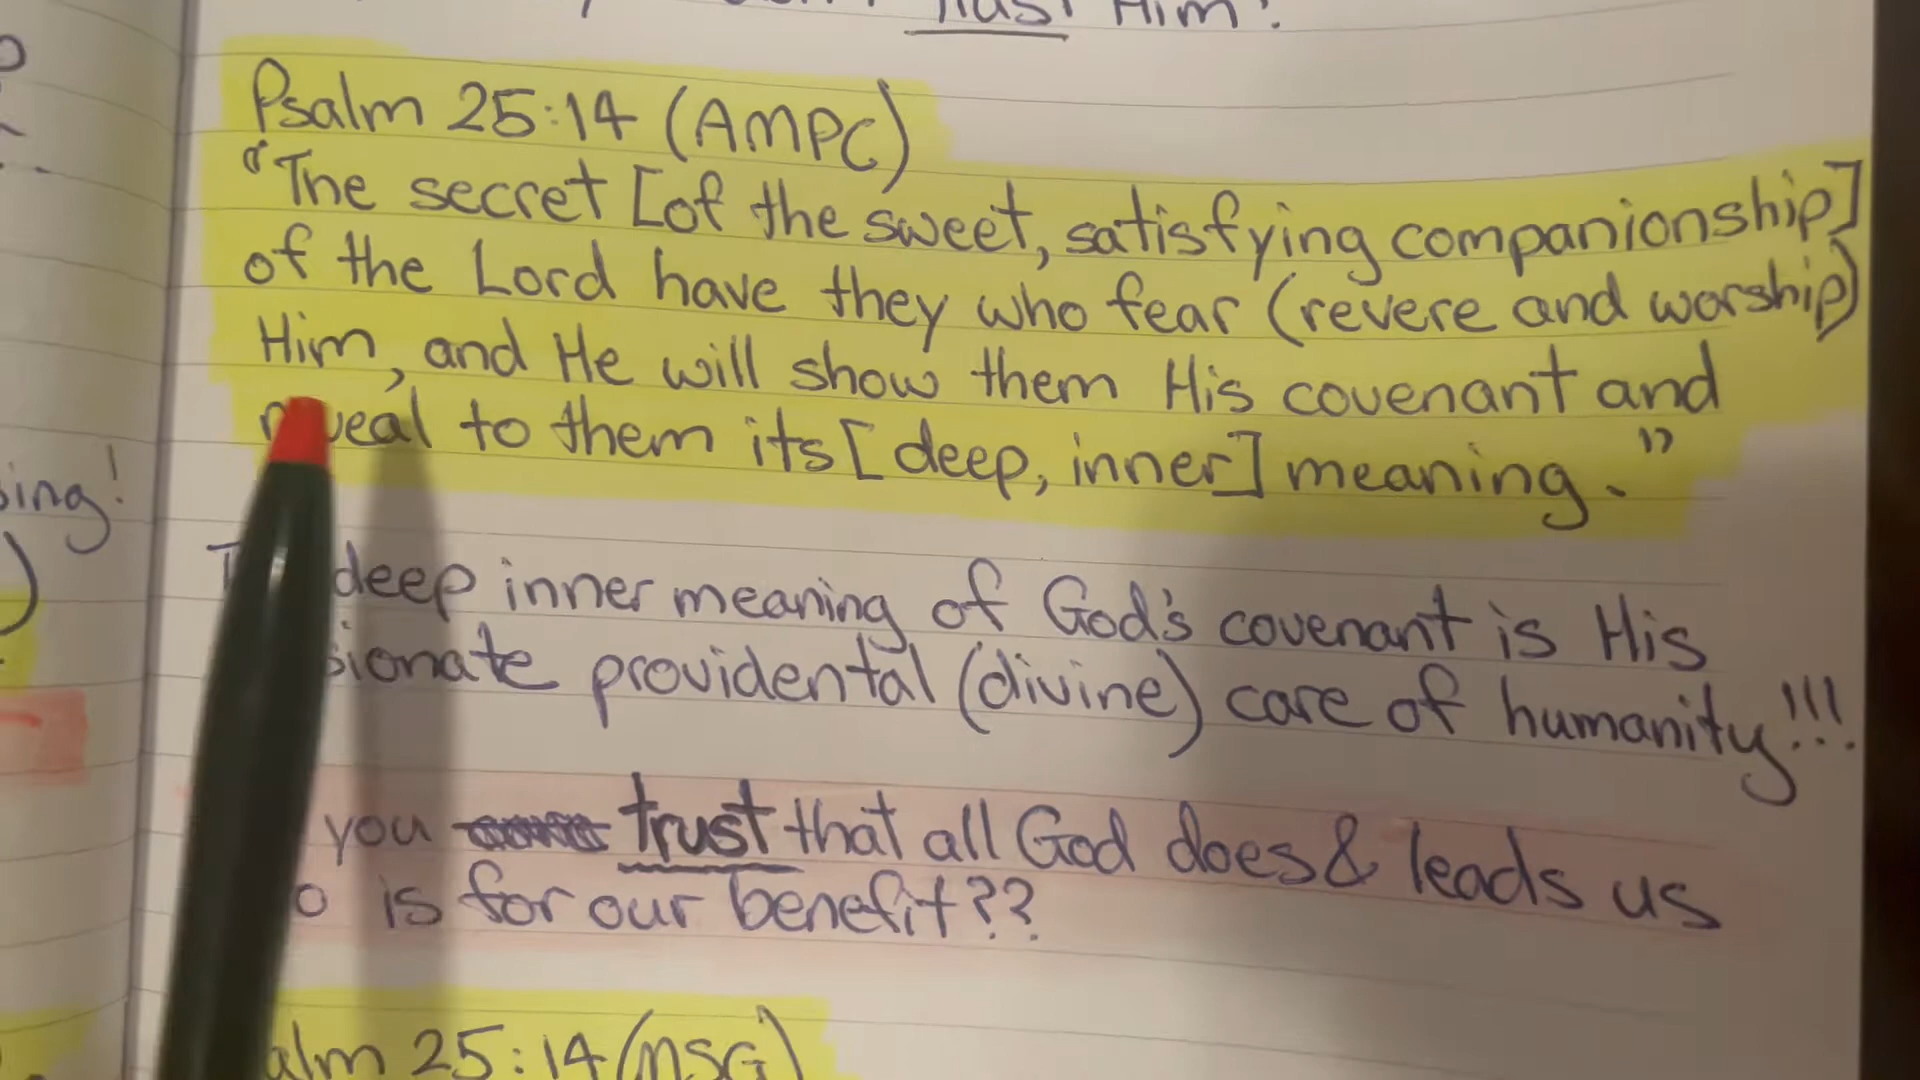 Him!
Psalm 25:14 (AMPC)
"The secret [of the sweet, satisfying companionship]
of the Lord have they who fear (revere and worship)
Him, and He will show them His covenant and
reveal to them its [deep, inner] meaning."
deep inner meaning of God's covenant is His
providental (divine) care of humanity!!!
you trust that all God does & leads us
is for our benefit??
Psalm 25:14 (MSG)